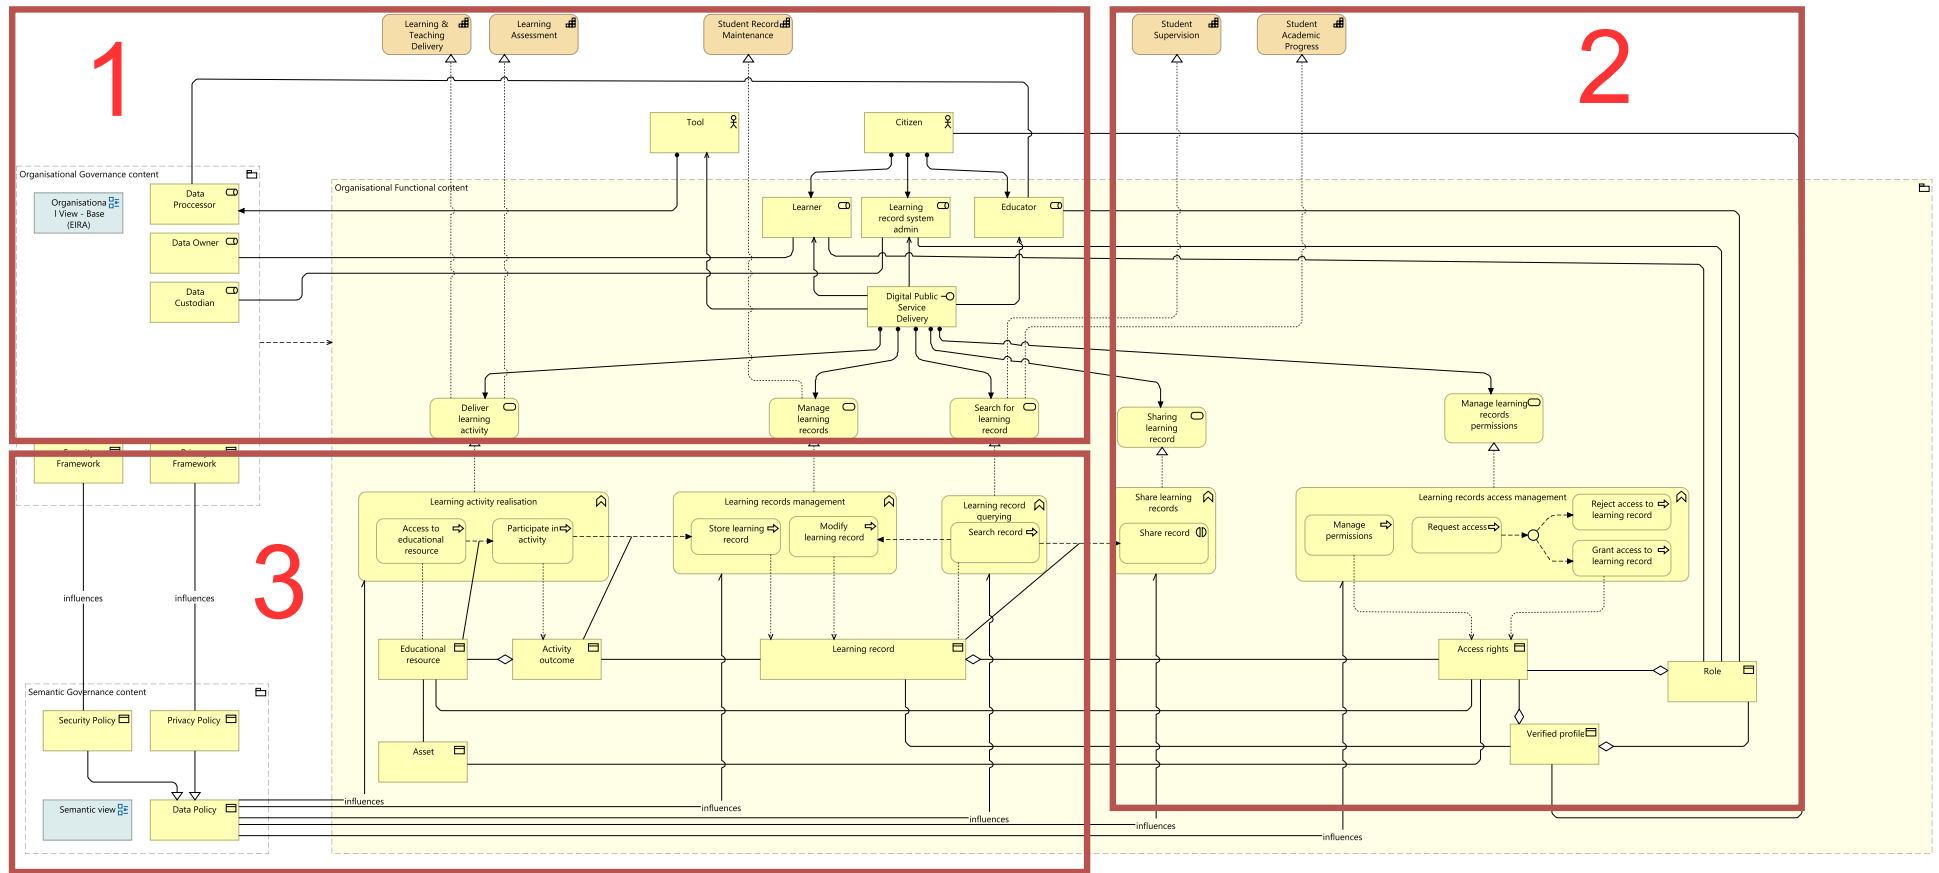 Learning &
Teaching
Delivery
Learning
Assessment
Student Record
Maintenance
Student
Supervision
Student
Academic
Progress
1
2
Tool
Citizen
Organisational Governance content
Organisationa
l View - Base
(EIRA)
Data
Proccessor
Data Owner
Data
Custodian
Organisational Functional content
Learner
Learning
record system
admin
Educator
Digital Public
Service
Delivery
Deliver
learning
activity
Manage
learning
records
Search for
learning
record
Sharing
learning
record
Manage learning
records
permissions
Framework
Framework
Learning activity realisation
Access to
educational
resource
Participate in
activity
Learning records management
Store learning
record
Modify
learning record
Learning record
querying
Search record
Share learning
records
Share record
Learning records access management
Manage
permissions
Request access
Reject access to
learning record
Grant access to
learning record
3
influences
influences
Educational
resource
Activity
outcome
Learning record
Access rights
Role
Semantic Governance content
Security Policy
Privacy Policy
Asset
Verified profile
Semantic view
Data Policy
influences
influences
influences
influences
influences